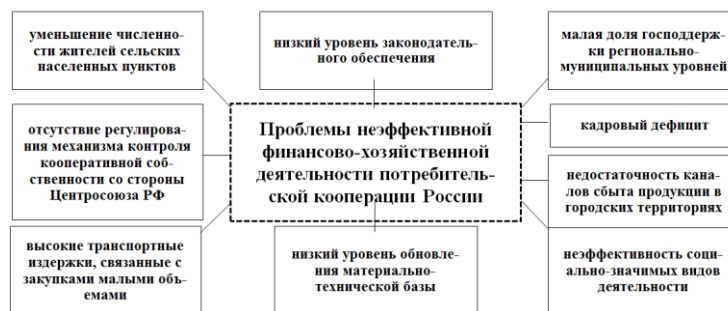 уменьшение численно-
сти жителей сельских
населенных пунктов
низкий уровень законодатель-
ного обеспечения
малая доля господдерж-
ки регионально-
муниципальных уровней
отсутствие регулирова-
ния механизма контроля
кооперативной соб-
ственности со стороны
Центросоюза РФ
Проблемы неэффективной
финансово-хозяйственной
деятельности потребитель-
ской кооперации России
кадровый дефицит
недостаточность кана-
лов сбыта продукции в
городских территориях
высокие транспортные
издержки, связанные с
закупками малыми объ-
емами
низкий уровень обновле-
ния материально-
технической базы
неэффективность соци-
ально-значимых видов
деятельности